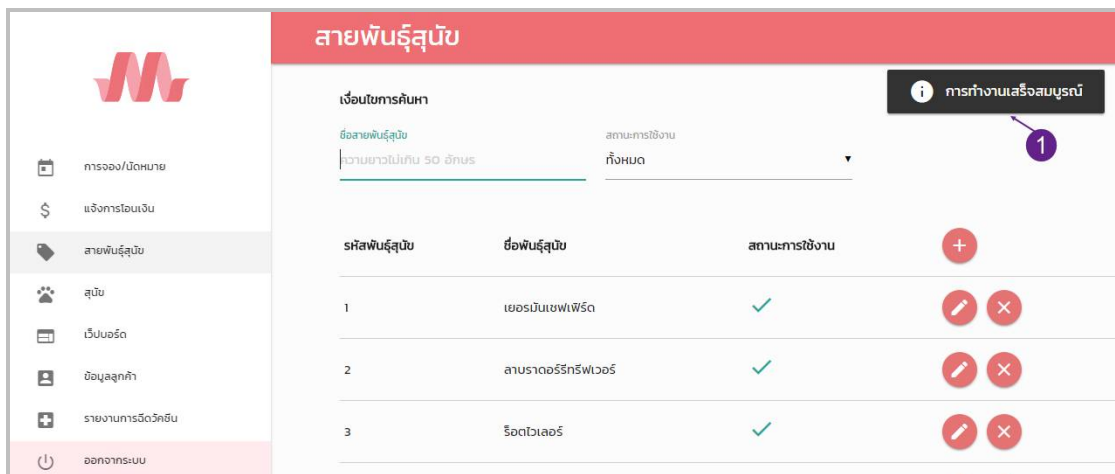 สายพันธุ์สุนัข
เงื่อนไขการค้นหา
การทำงานเสร็จสมบูรณ์
1
ชื่อสายพันธุ์สุนัข
สถานะการใช้งาน
ความยาวไม่เกิน 50 อักษร
ทั้งหมด
การจอง/นัดหมาย
แจ้งการโอนเงิน
สายพันธุ์สุนัข
สุนัข
เว็ปบอร์ด
ข้อมูลลูกค้า
รายงานการฉีดวัคซีน
ออกจากระบบ
รหัสพันธุ์สุนัข ชื่อพันธุ์สุนัข สถานะการใช้งาน
1 เยอรมันเชฟเฟิร์ด
2 ลาบราดอร์รีทรีฟเวอร์
3 ร็อตไวเลอร์